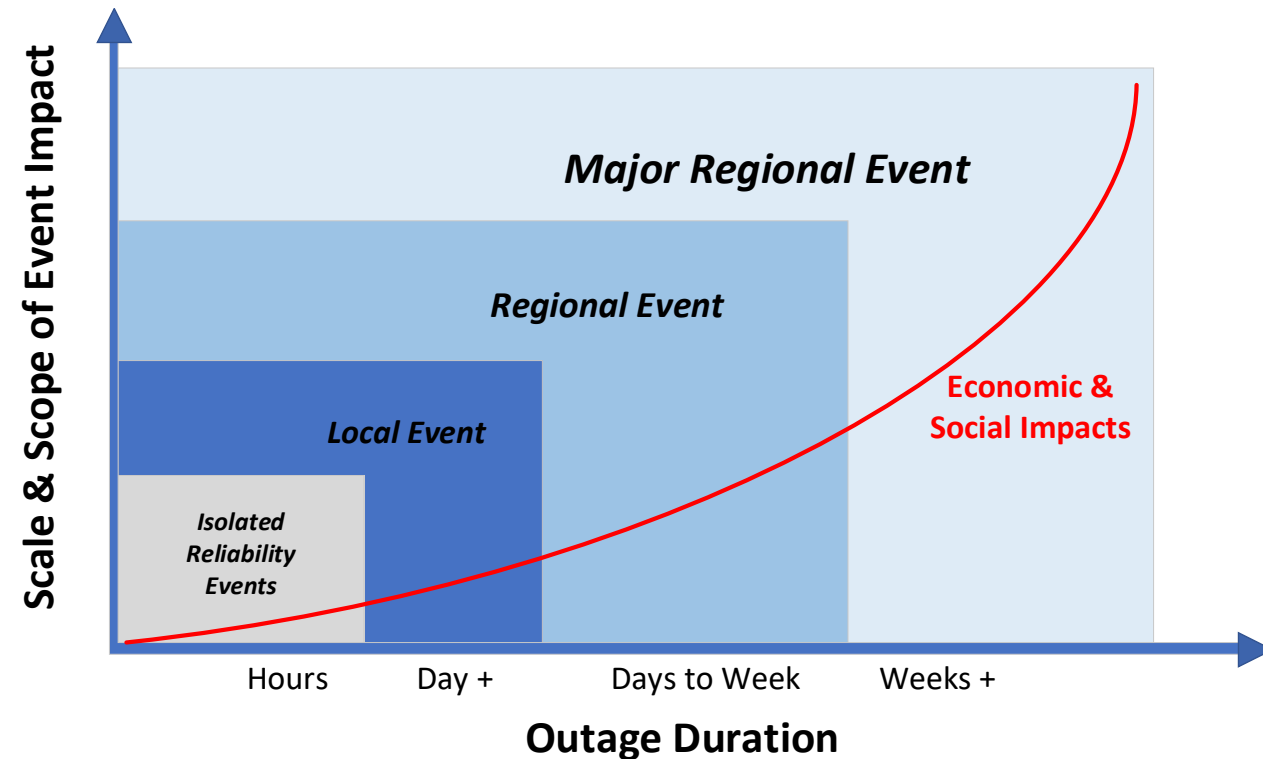 Scale & Scope of Event Impact
Major Regional Event
Regional Event
Economic &
Social Impacts
Local Event
Isolated
Reliability
Events
Hours
Day +
Days to Week
Weeks +
Outage Duration